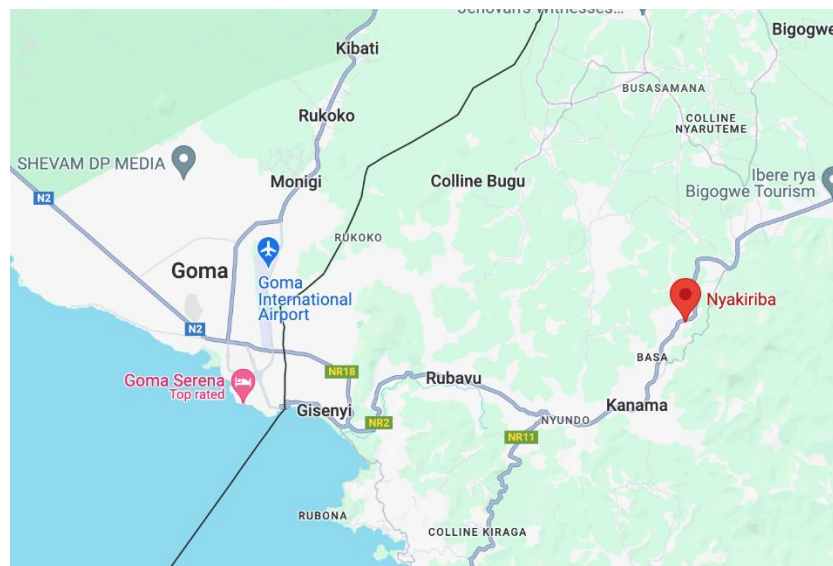 Jehovah's Witnesses...
Bigogwe
Kibati
BUSASAMANA
Rukoko
COLLINE
NYARUTEME
SHEVAM DP MEDIA
Ibere rya
Bigogwe Tourism
Monigi
Colline Bugu
N2
RUKOKO
Goma
Goma
International
Airport
Nyakiriba
N2
BASA
NR18
Rubavu
Goma Serena
Top rated
Gisenyi
Kanama
NR2
NYUNDO
NR11
RUBONA
COLLINE KIRAGA